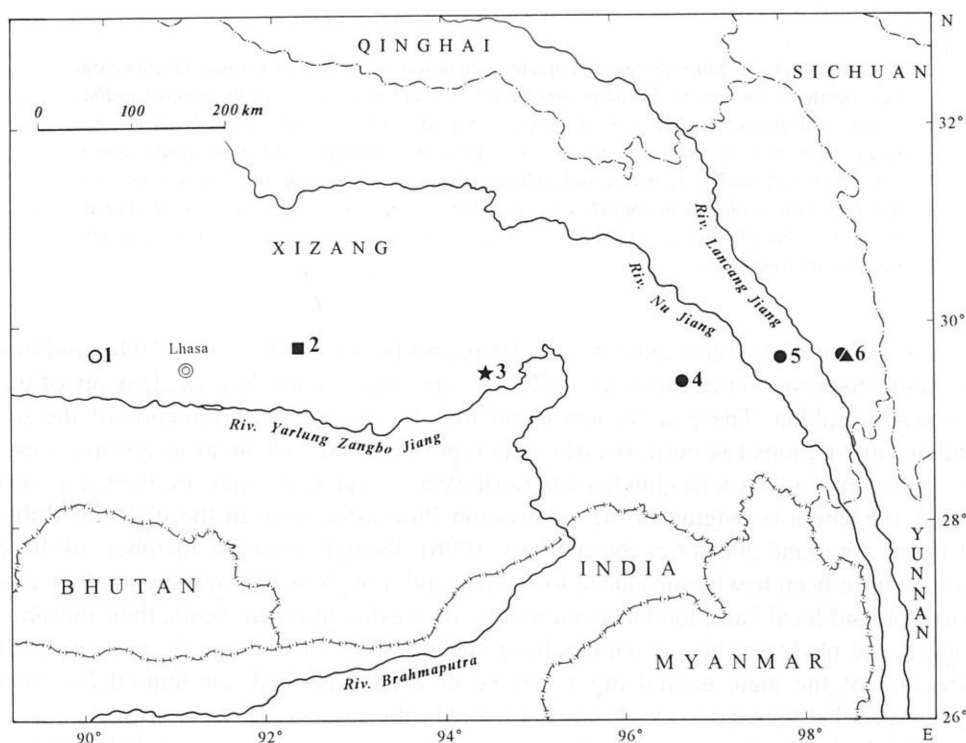 N
QINGHAI
SICHUAN
0 100 200 km
32°
XIZANG
Riv. Lancang Jiang
Riv. Nu Jiang
30°
1
Lhasa
2
3
4
5
6
Riv. Yarlung Zangbo Jiang
28°
BHUTAN
INDIA
YUNNAN
MYANMAR
Riv. Brahmaputra
26°
90° 92° 94° 96° 98° E